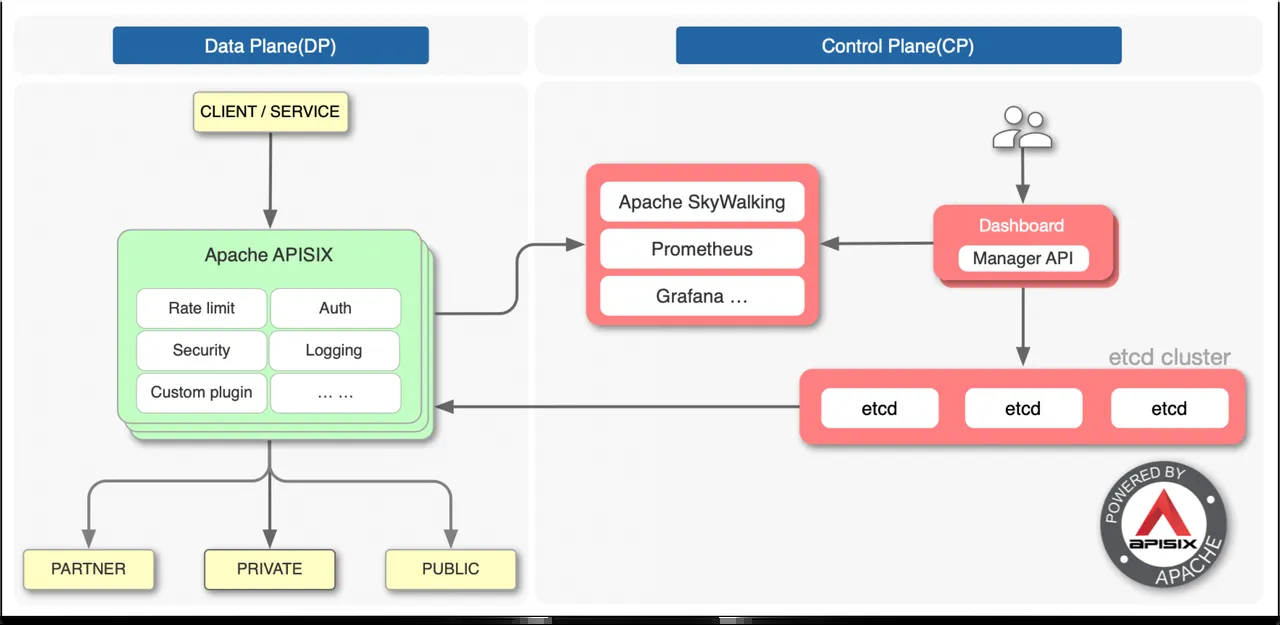 Data Plane(DP)
Control Plane(CP)
CLIENT / SERVICE
Apache APISIX
Rate limit
Auth
Security
Logging
Custom plugin
... ...
PARTNER
PRIVATE
PUBLIC
Apache SkyWalking
Prometheus
Grafana ...
Dashboard
Manager API
etcd cluster
etcd
etcd
etcd
POWERED BY
APISIX
APACHE